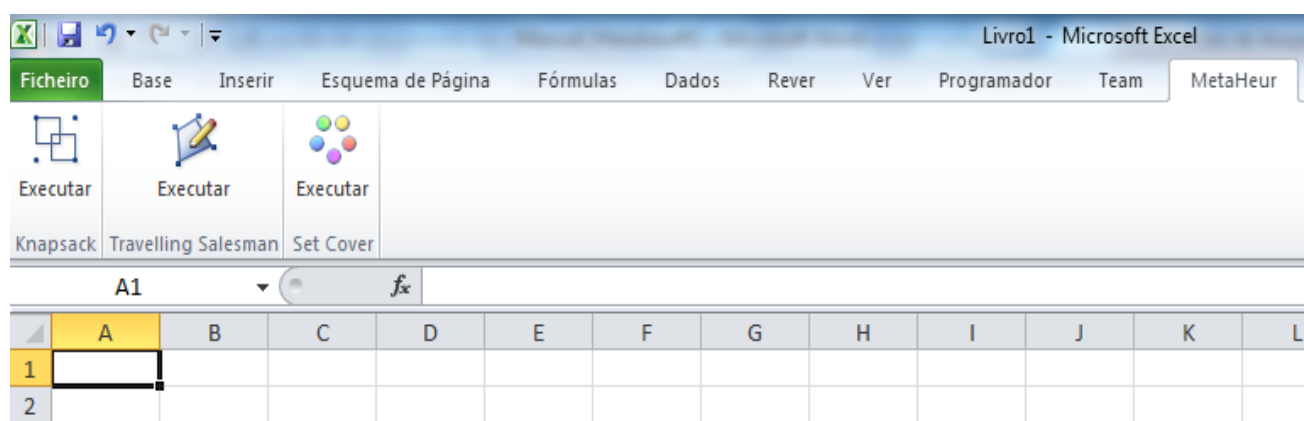 Livro1 - Microsoft Excel
Ficheiro Base Inserir Esquema de Página Fórmulas Dados Rever Ver Programador Team MetaHeur
Executar Executar Executar
Knapsack Travelling Salesman Set Cover
A1 fx
A B C D E F G H I J K L
1
2